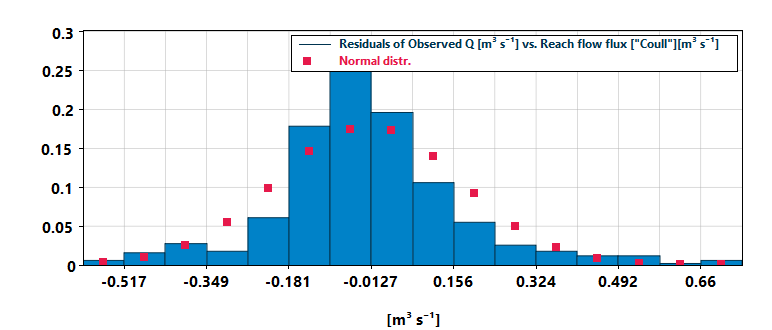 0.3
Residuals of Observed Q [m³ s⁻¹] vs. Reach flow flux ["Coull"][m³ s⁻¹]
Normal distr.
0.25
0.2
0.15
0.1
0.05
0
-0.517 -0.349 -0.181 -0.0127 0.156 0.324 0.492 0.66
[m³ s⁻¹]